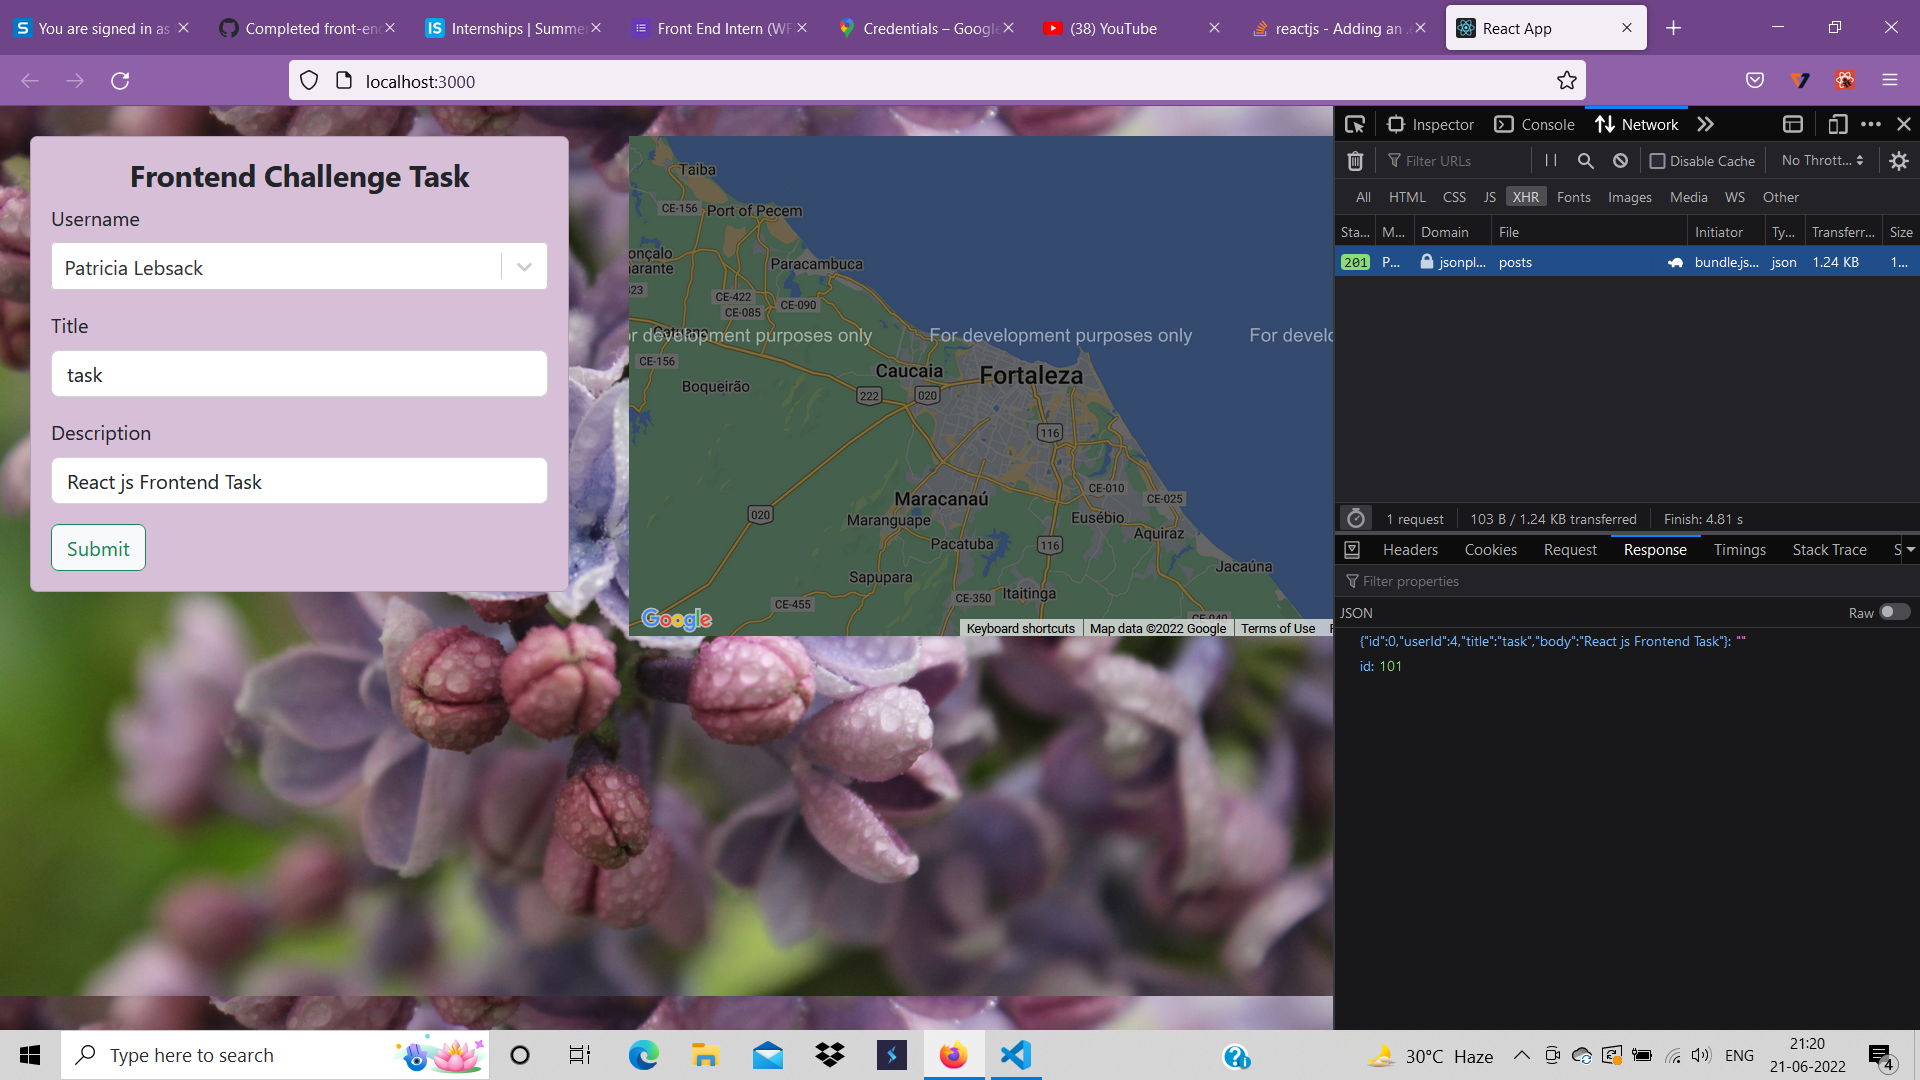 You are signed in as
Completed front-end
Internships | Summer
Front End Intern (WF
Credentials – Google
(38) YouTube
reactjs - Adding an .
React App
localhost:3000
Frontend Challenge Task
Username
Patricia Lebsack
Title
task
Description
React js Frontend Task
Submit
Taiba
CE-156
Port of Pecem
onçalo
arante
Paracambuca
CE-422
CE-090
CE-085
Catuana
or development purposes only
For development purposes only
For develo
CE-156
Boqueirão
Caucaia
Fortaleza
222
020
116
Maracanaú
CE-010
CE-025
020
Maranguape
Eusébio
Aquiraz
Pacatuba
116
Jacaúna
Sapupara
Itaitinga
CE-455
CE-350
CE-040
Google
Keyboard shortcuts
Map data ©2022 Google
Terms of Use
Inspector
Console
Network
Filter URLs
Disable Cache
No Thrott...
All HTML CSS JS XHR Fonts Images Media WS Other
Sta... M... Domain File Initiator Ty... Transferr... Size
201 P... jsonpl... posts bundle.js... json 1.24 KB 1...
1 request
103 B / 1.24 KB transferred
Finish: 4.81 s
Headers Cookies Request Response Timings Stack Trace S
Filter properties
JSON
Raw
{"id":0,"userId":4,"title":"task","body":"React js Frontend Task"}: ""
id: 101
Type here to search
30°C Haze
ENG
21:20
21-06-2022
4